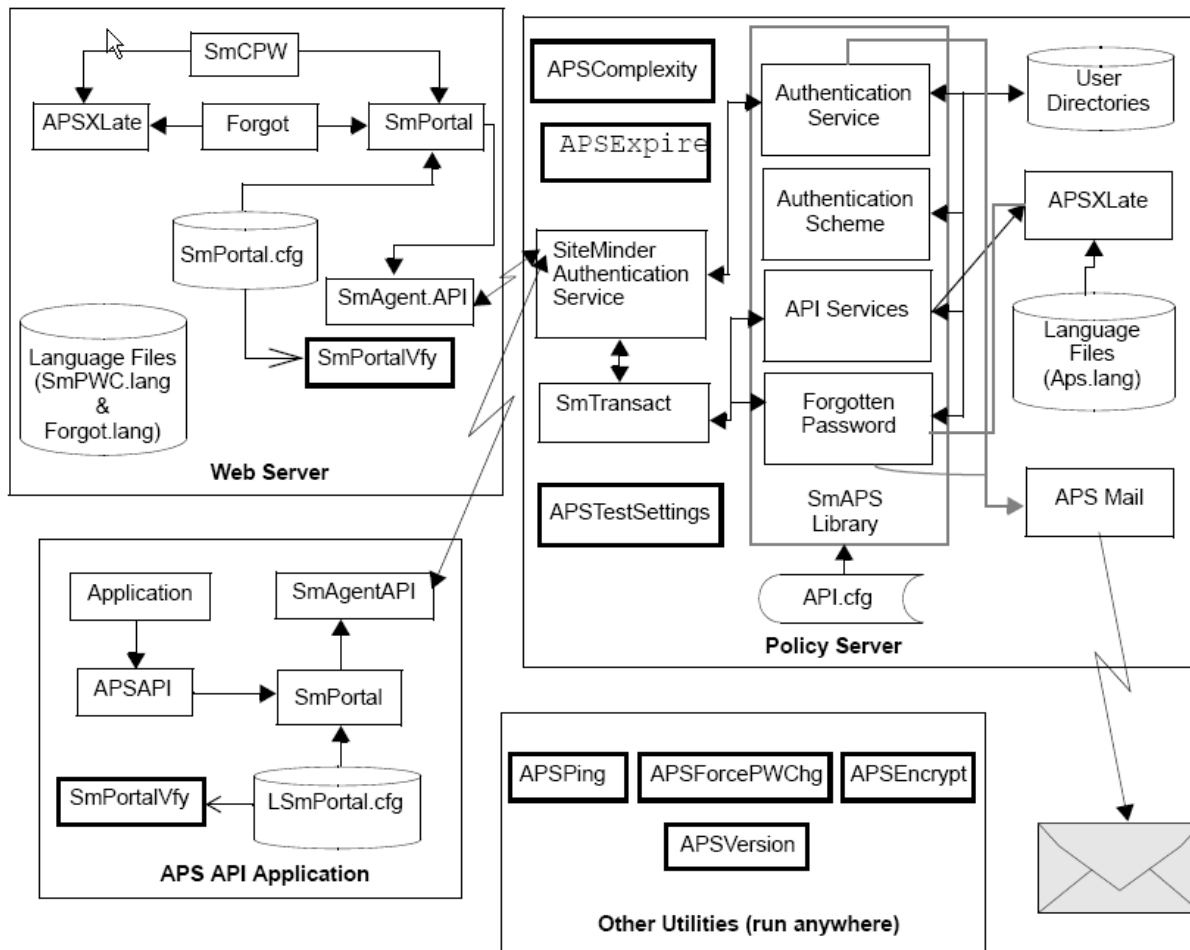 SmCPW
APSXLate
Forgot
SmPortal
SmPortal.cfg
SmAgent.API
Language Files
(SmPWC.lang
&
Forgot.lang)
SmPortalVfy
Web Server
APSComplexity
APSExpire
SiteMinder
Authentication
Service
SmTransact
APSTestSettings
Authentication
Service
Authentication
Scheme
API Services
Forgotten
Password
SmAPS
Library
API.cfg
User
Directories
APSXLate
Language
Files
(Aps.lang)
APS Mail
Policy Server
Application
SmAgentAPI
APSAPI
SmPortal
SmPortalVfy
LSmPortal.cfg
APS API Application
APSPing
APSForcePWChg
APSEncrypt
APSVersion
Other Utilities (run anywhere)